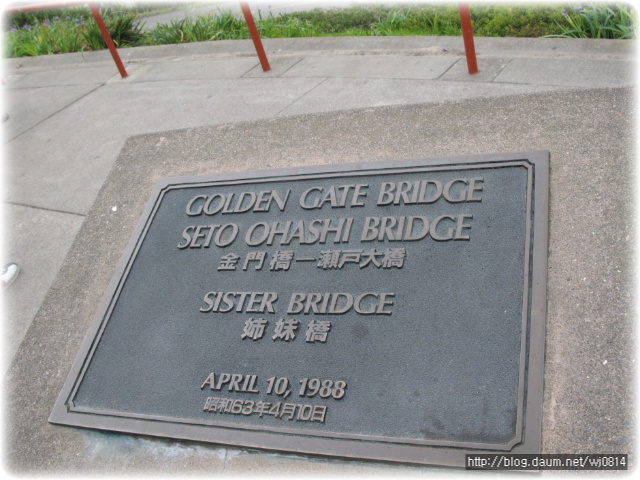 GOLDEN GATE BRIDGE
SETO OHASHI BRIDGE
金門橋—瀬戸大橋
SISTER BRIDGE
姉妹橋
APRIL 10, 1988
昭和63年4月10日
http://blog.daum.net/wj0814